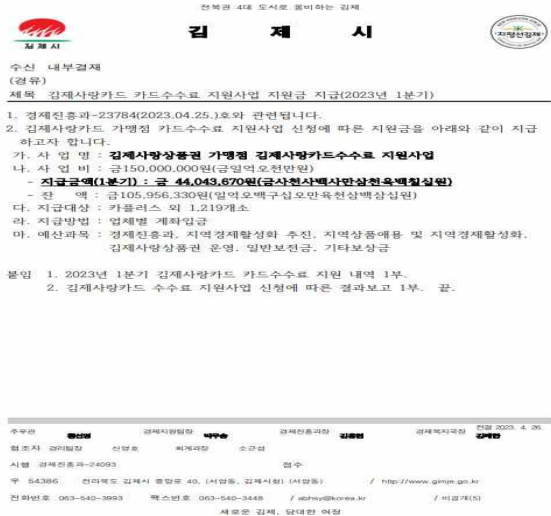 전북권 4대 도시로 웅비하는 김제
김제시
김 제 시
지평선김제
수신 내부결재
(경유)
제목 김제사랑카드 카드수수료 지원사업 지원금 지급(2023년 1분기)
1. 경제진흥과-23784(2023.04.25.)호와 관련됩니다.
2. 김제사랑카드 가맹점 카드수수료 지원사업 신청에 따른 지원금을 아래와 같이 지급
하고자 합니다.
가. 사 업 명 : 김제사랑상품권 가맹점 김제사랑카드수수료 지원사업
나. 사 업 비 : 금150,000,000원(금일억오천만원)
- 지급금액(1분기) : 금 44,043,670원(금사천사백사만삼천육백칠십원)
- 잔 액 : 금105,956,330원(일억오백구십오만육천삼백삼십원)
다. 지급대상 : 카플러스 외 1,219개소
라. 지급방법 : 업체별 계좌입금
마. 예산과목 : 경제진흥과, 지역경제활성화 추진, 지역상품애용 및 지역경제활성화,
김제사랑상품권 운영, 일반보전금, 기타보상금
붙임 1. 2023년 1분기 김제사랑카드 카드수수료 지원 내역 1부.
2. 김제사랑카드 수수료 지원사업 신청에 따른 결과보고 1부. 끝.
주무관 경제지원팀장 경제진흥과장 경제복지국장 전결 2023. 4. 26.
협조자 경리팀장 신영호 회계과장 소근섭
시행 경제진흥과-24093 접수
우 54386 전라북도 김제시 중앙로 40, (서암동, 김제시청) (서암동) / http://www.gimje.go.kr
전화번호 063-540-3993 팩스번호 063-540-3448 / abhsy@korea.kr / 비공개(5)
새로운 김제, 담대한 여정